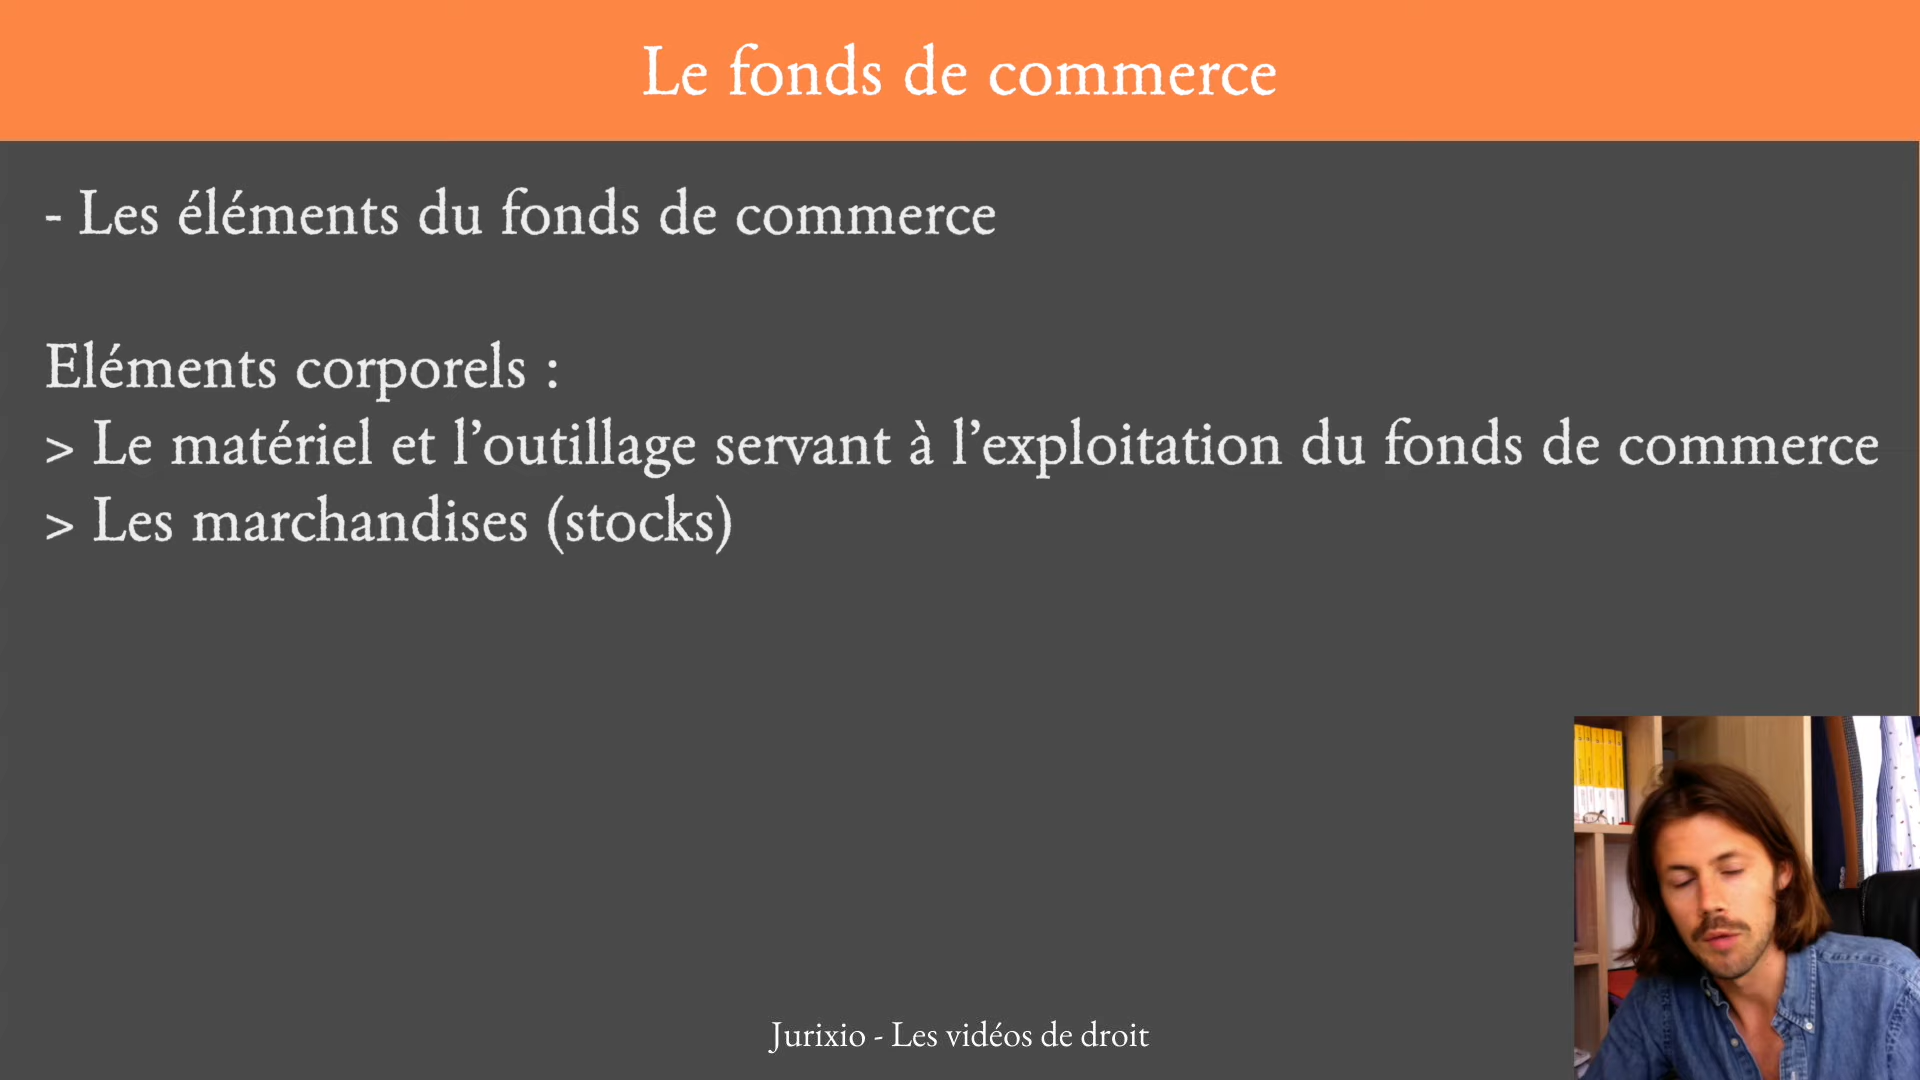 Le fonds de commerce
- Les éléments du fonds de commerce
Eléments corporels :
> Le matériel et l’outillage servant à l’exploitation du fonds de commerce
> Les marchandises (stocks)
Jurixio - Les vidéos de droit